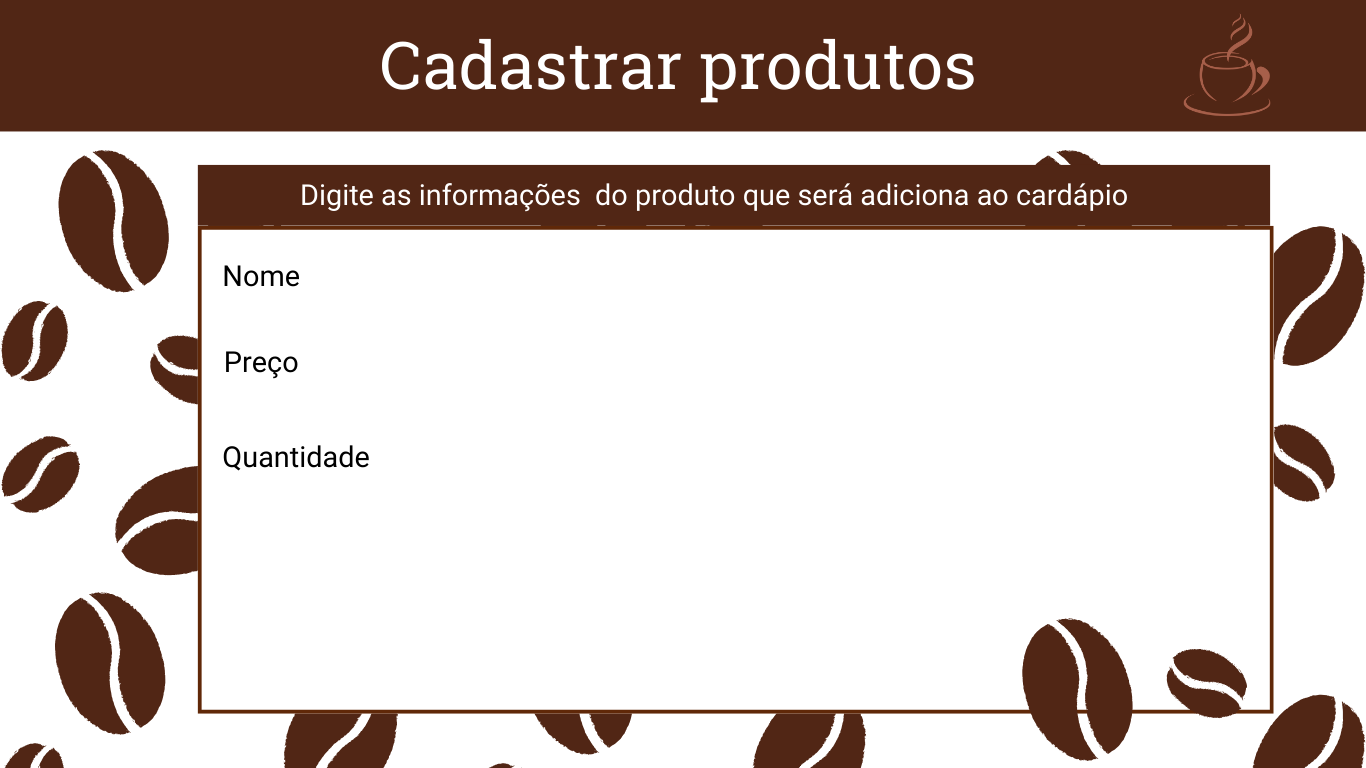 Cadastrar produtos
Digite as informações  do produto que será adiciona ao cardápio
Nome
Preço
Quantidade